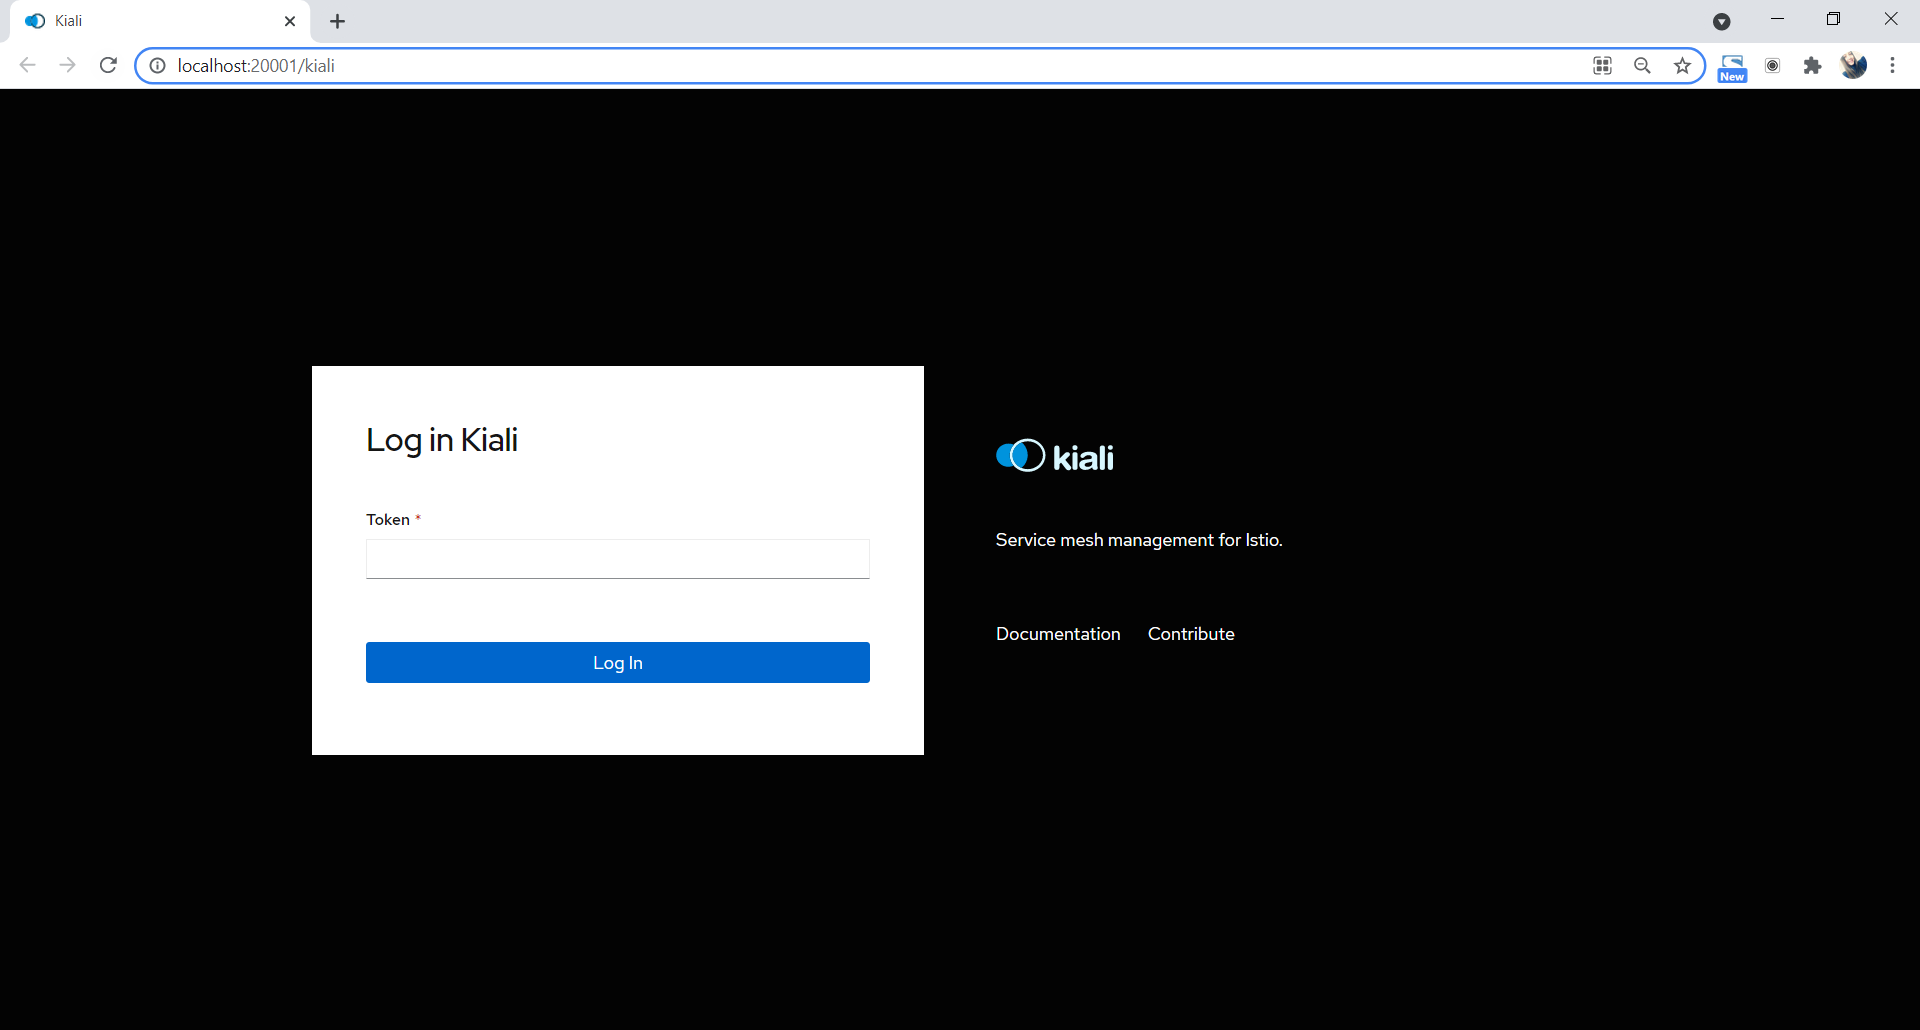 Kiali
localhost:20001/kiali
New
Log in Kiali
Token *
Log In
kiali
Service mesh management for Istio.
Documentation Contribute